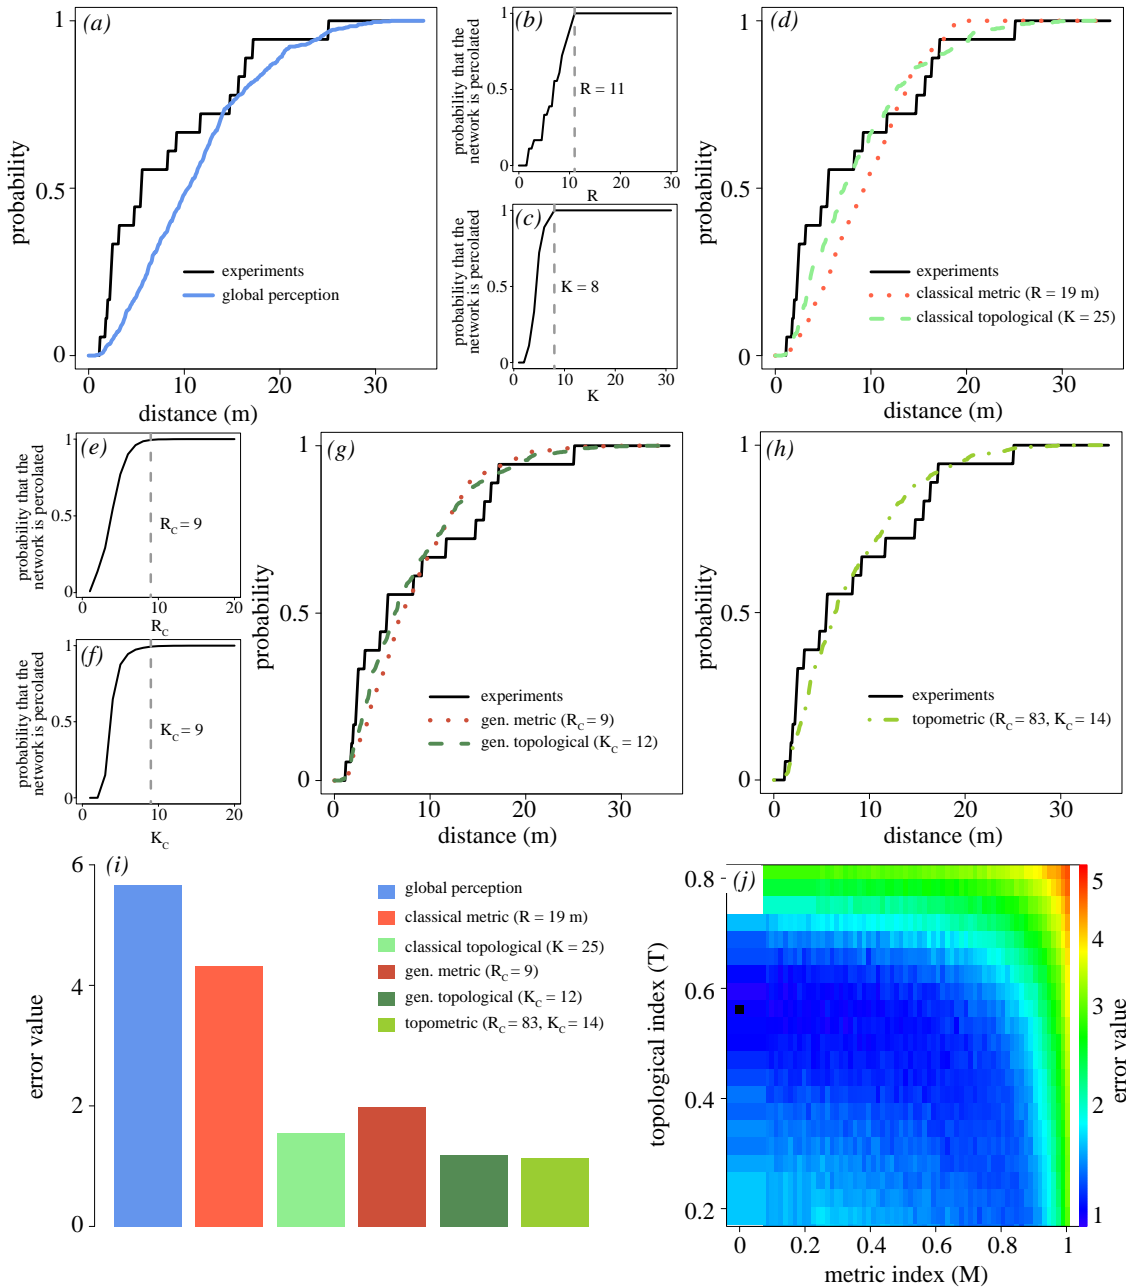 (a)
probability
1
0.5
0
experiments
global perception
0 10 20 30
distance (m)
(b)
probability that the
network is percolated
1
0.5
0
R = 11
0 10 20 30
R
(c)
probability that the
network is percolated
1
0.5
0
K = 8
0 10 20 30
K
(d)
probability
1
0.5
0
experiments
classical metric (R = 19 m)
classical topological (K = 25)
0 10 20 30
distance (m)
(e)
probability that the
network is percolated
1
0.5
0
R_C = 9
0 10 20
R_C
(f)
probability that the
network is percolated
1
0.5
0
K_C = 9
0 10 20
K_C
(g)
probability
1
0.5
0
experiments
gen. metric (R_C = 9)
gen. topological (K_C = 12)
0 10 20 30
distance (m)
(h)
probability
1
0.5
0
experiments
topometric (R_C = 83, K_C = 14)
0 10 20 30
distance (m)
(i)
error value
6
4
2
0
global perception
classical metric (R = 19 m)
classical topological (K = 25)
gen. metric (R_C = 9)
gen. topological (K_C = 12)
topometric (R_C = 83, K_C = 14)
(j)
topological index (T)
0.8
0.6
0.4
0.2
0 0.2 0.4 0.6 0.8 1
metric index (M)
5
4
3
2
1
error value